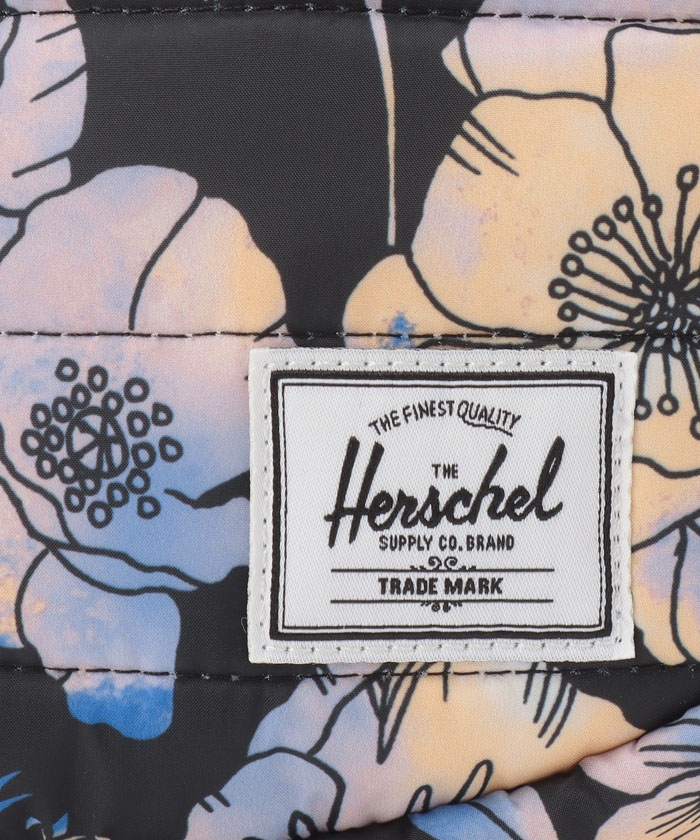 THE FINEST QUALITY
THE
Herschel
SUPPLY CO. BRAND
TRADE MARK